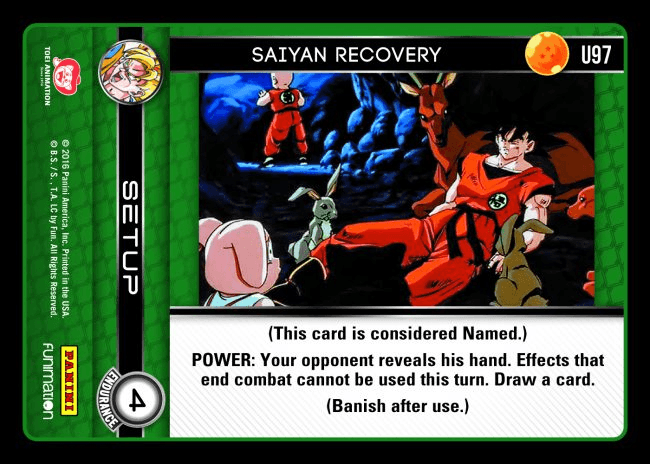 SAIYAN RECOVERY
U97
TOEI ANIMATION
SETUP
© 2016 Panini America, Inc. Printed in the USA.
© B.S. / S., T.A. LC by Fun. All Rights Reserved.
FUNIMATION
PANINI
ENDURANCE
4
(This card is considered Named.)
POWER: Your opponent reveals his hand. Effects that
end combat cannot be used this turn. Draw a card.
(Banish after use.)